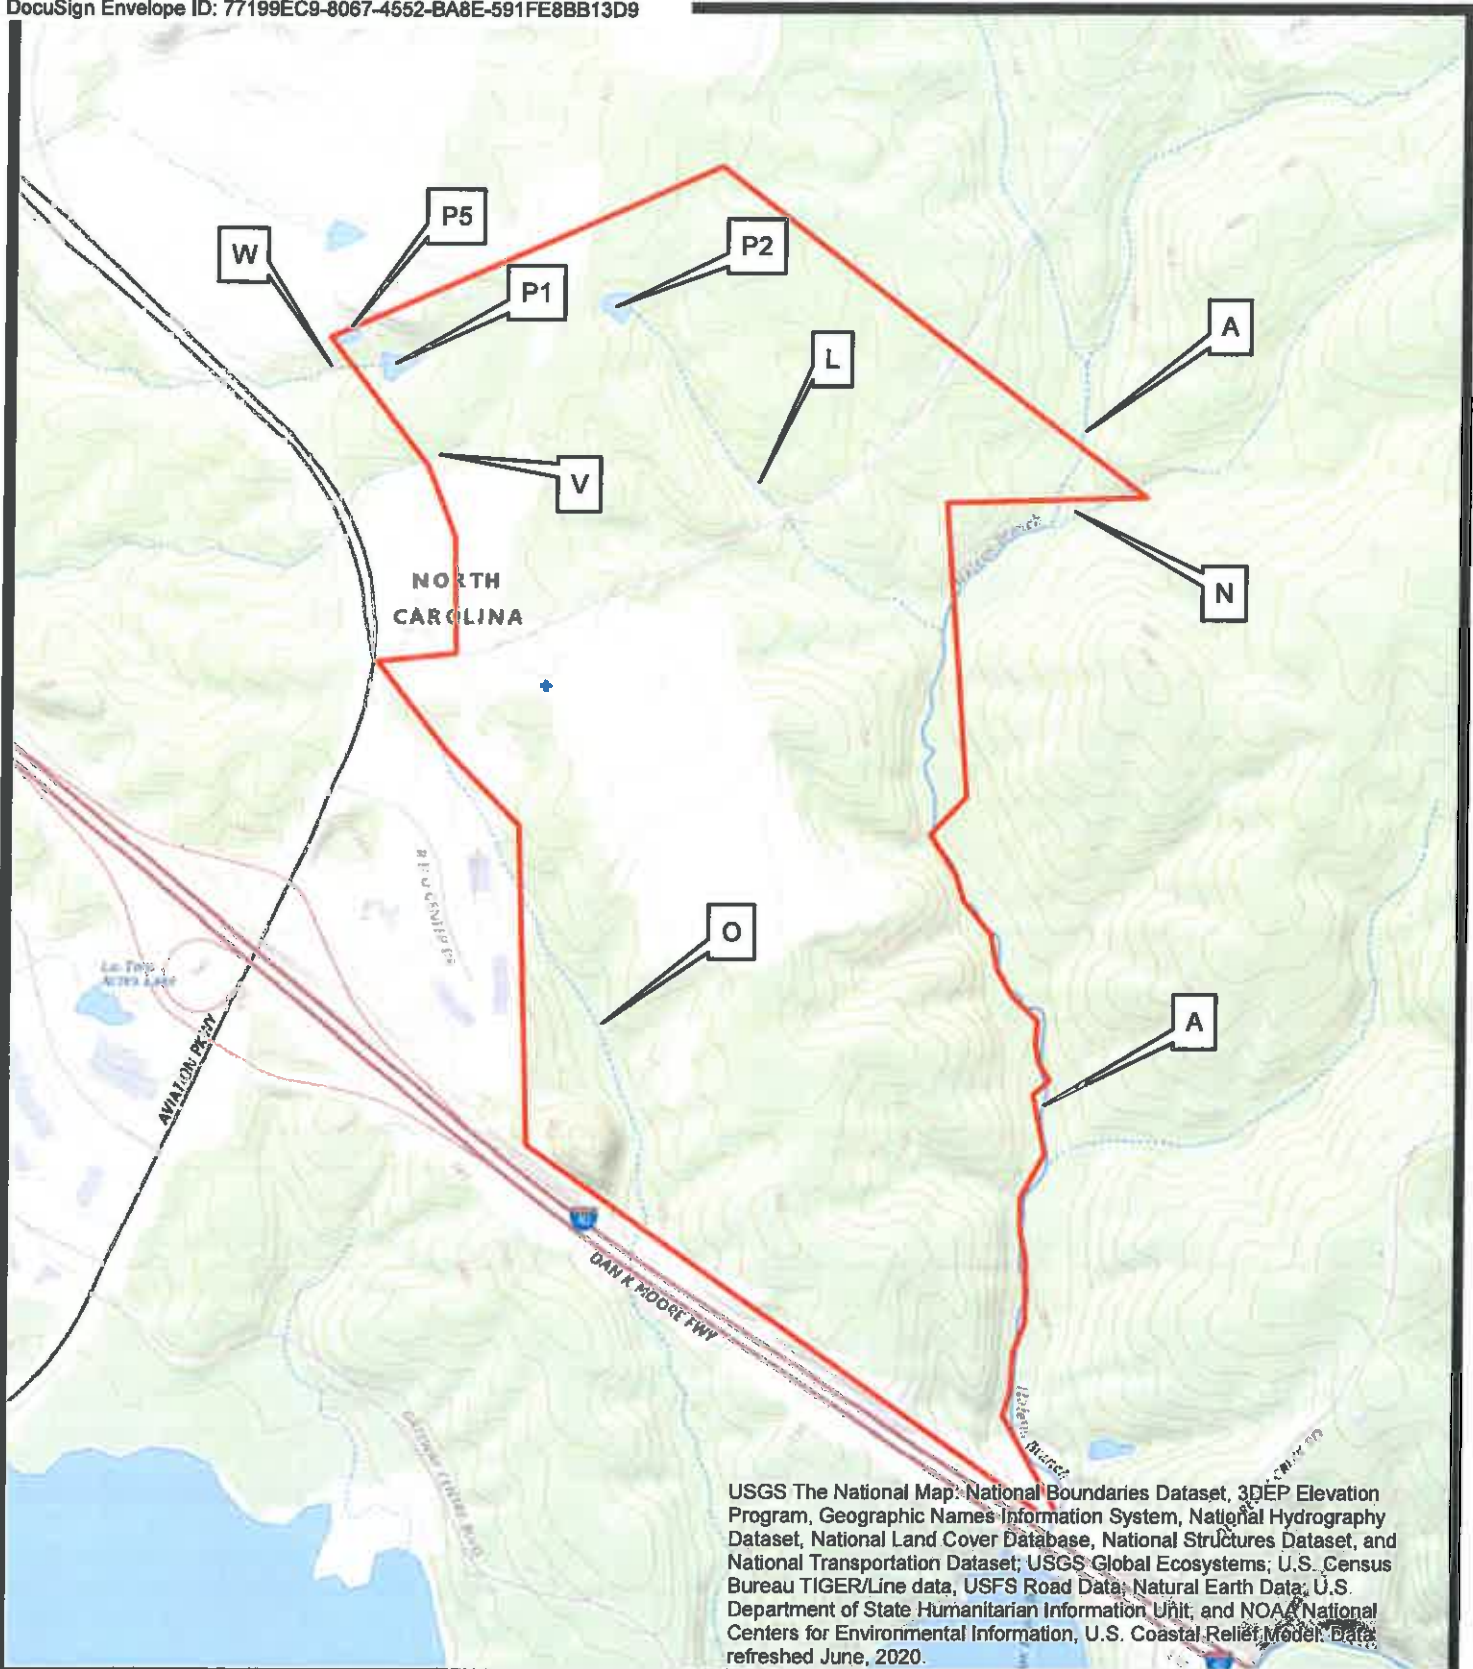 DocuSign Envelope ID: 77199EC9-8067-4552-BA8E-591FE8BB13D9
P5
W
P2
P1
A
L
V
N
NORTH
CAROLINA
O
A
AVIATION PKWY
DAN K MOORE FWY
Branch
USGS The National Map: National Boundaries Dataset, 3DEP Elevation
Program, Geographic Names Information System, National Hydrography
Dataset, National Land Cover Database, National Structures Dataset, and
National Transportation Dataset; USGS Global Ecosystems; U.S. Census
Bureau TIGER/Line data, USFS Road Data; Natural Earth Data; U.S.
Department of State Humanitarian Information Unit; and NOAA National
Centers for Environmental Information, U.S. Coastal Relief Model. Data
refreshed June, 2020.